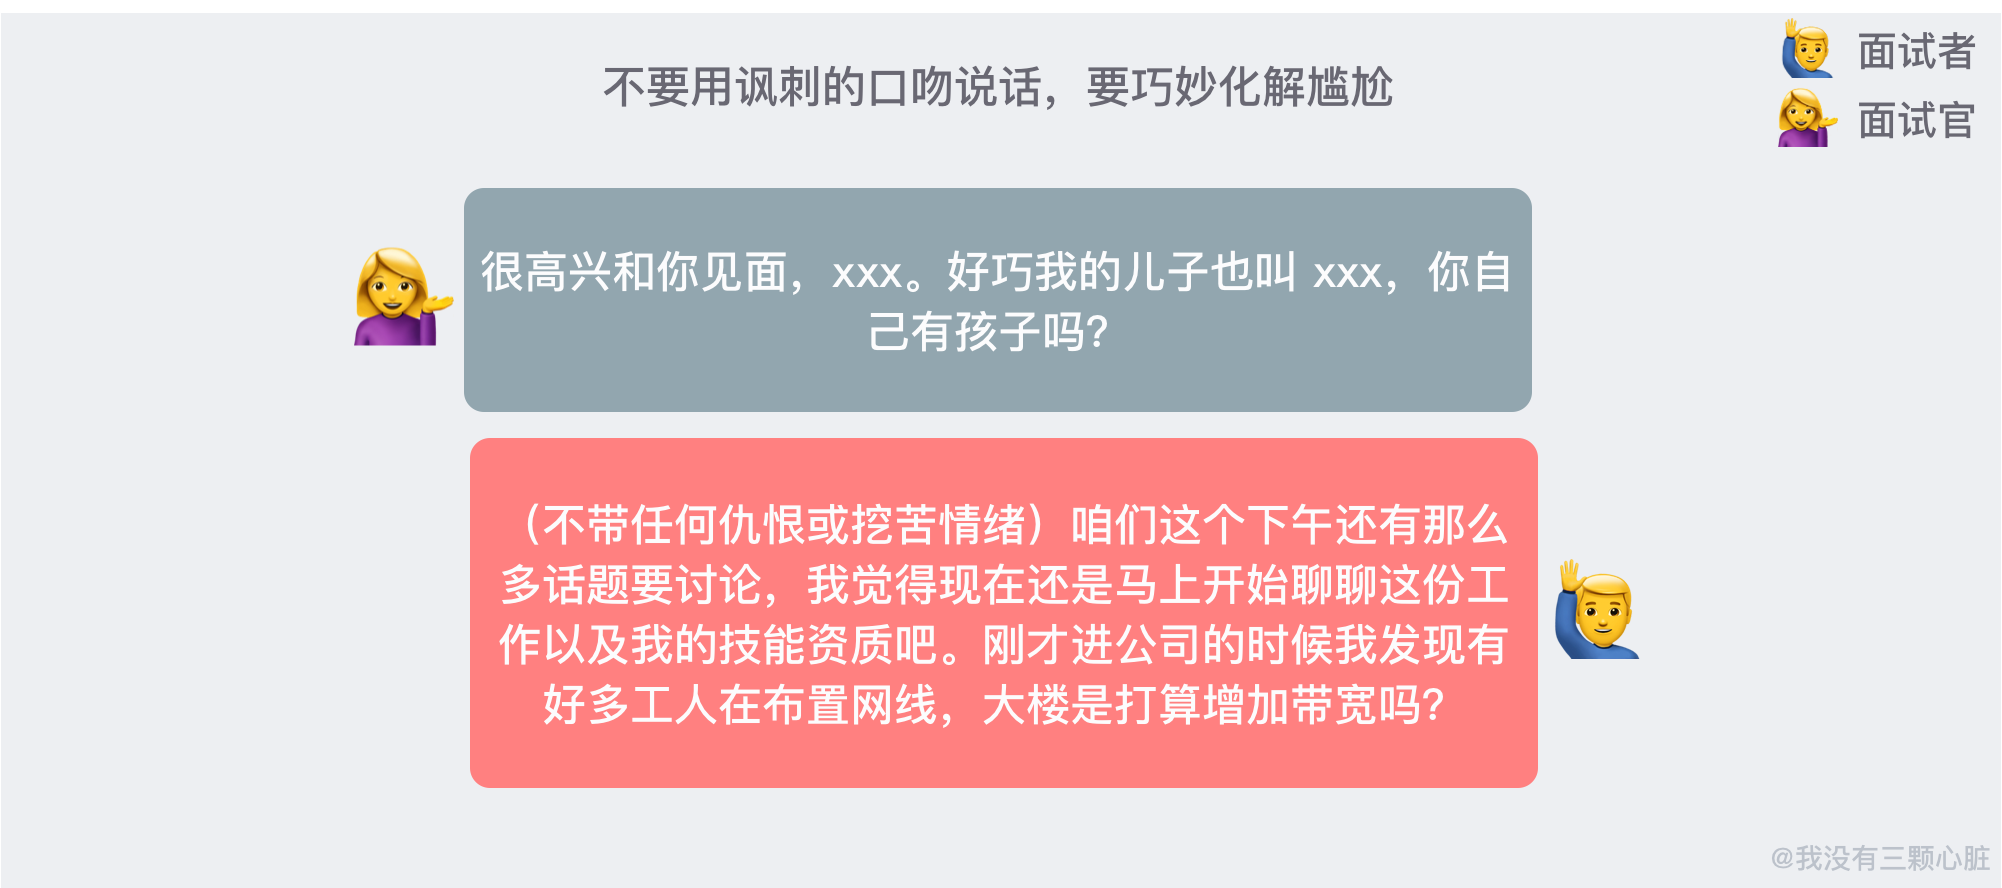 不要用讽刺的口吻说话，要巧妙化解尴尬
面试者
面试官
很高兴和你见面，xxx。好巧我的儿子也叫 xxx，你自
己有孩子吗？
（不带任何仇恨或挖苦情绪）咱们这个下午还有那么
多话题要讨论，我觉得现在还是马上开始聊聊这份工
作以及我的技能资质吧。刚才进公司的时候我发现有
好多工人在布置网线，大楼是打算增加带宽吗？
@我没有三颗心脏